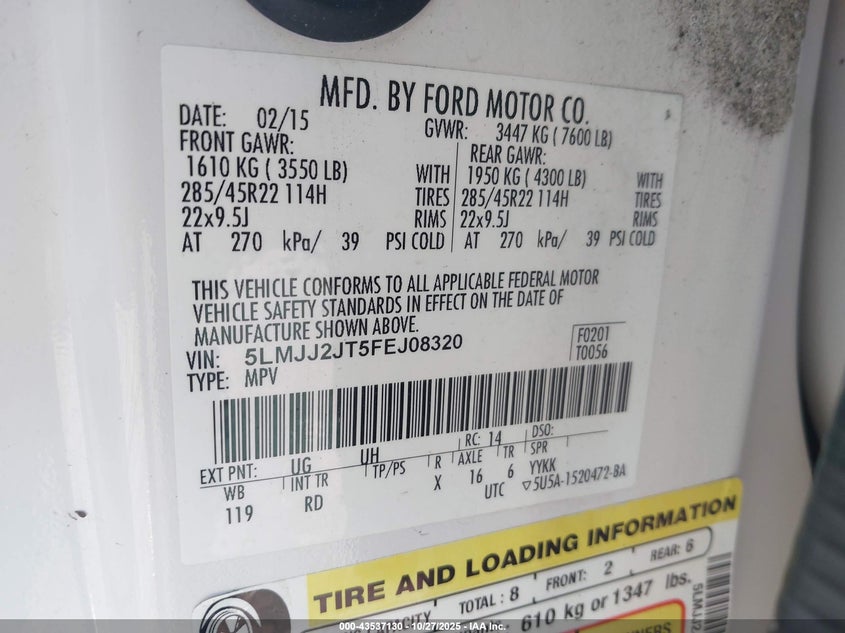 MFD. BY FORD MOTOR CO.
DATE: 02/15 GVWR: 3447 KG ( 7600 LB)
FRONT GAWR: REAR GAWR:
1610 KG ( 3550 LB) WITH 1950 KG ( 4300 LB) WITH
285/45R22 114H TIRES 285/45R22 114H TIRES
22x9.5J RIMS 22x9.5J RIMS
AT 270 kPa/ 39 PSI COLD AT 270 kPa/ 39 PSI COLD
THIS VEHICLE CONFORMS TO ALL APPLICABLE FEDERAL MOTOR
VEHICLE SAFETY STANDARDS IN EFFECT ON THE DATE OF
MANUFACTURE SHOWN ABOVE.
VIN: 5LMJJ2JT5FEJ08320 F0201
TYPE: MPV T0056
EXT PNT: UG UH RC: 14 DSO:
WB INT TR TP/PS R AXLE TR SPR
119 RD X 16 6 YYKK
UTC ▽5U5A-1520472-BA
TIRE AND LOADING INFORMATION
CAPACITY TOTAL : 8 FRONT: 2 REAR: 6
610 kg or 1347 lbs.
000-43537130 - 10/27/2025 - IAA Inc.